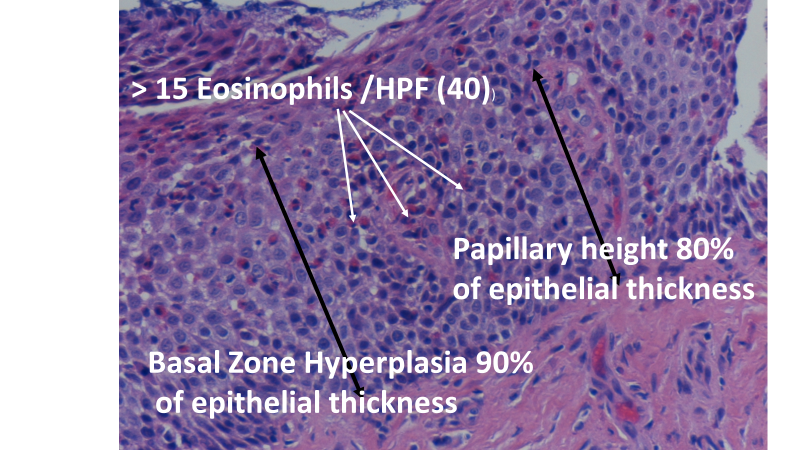 > 15 Eosinophils /HPF (40))
Papillary height 80%
of epithelial thickness
Basal Zone Hyperplasia 90%
of epithelial thickness